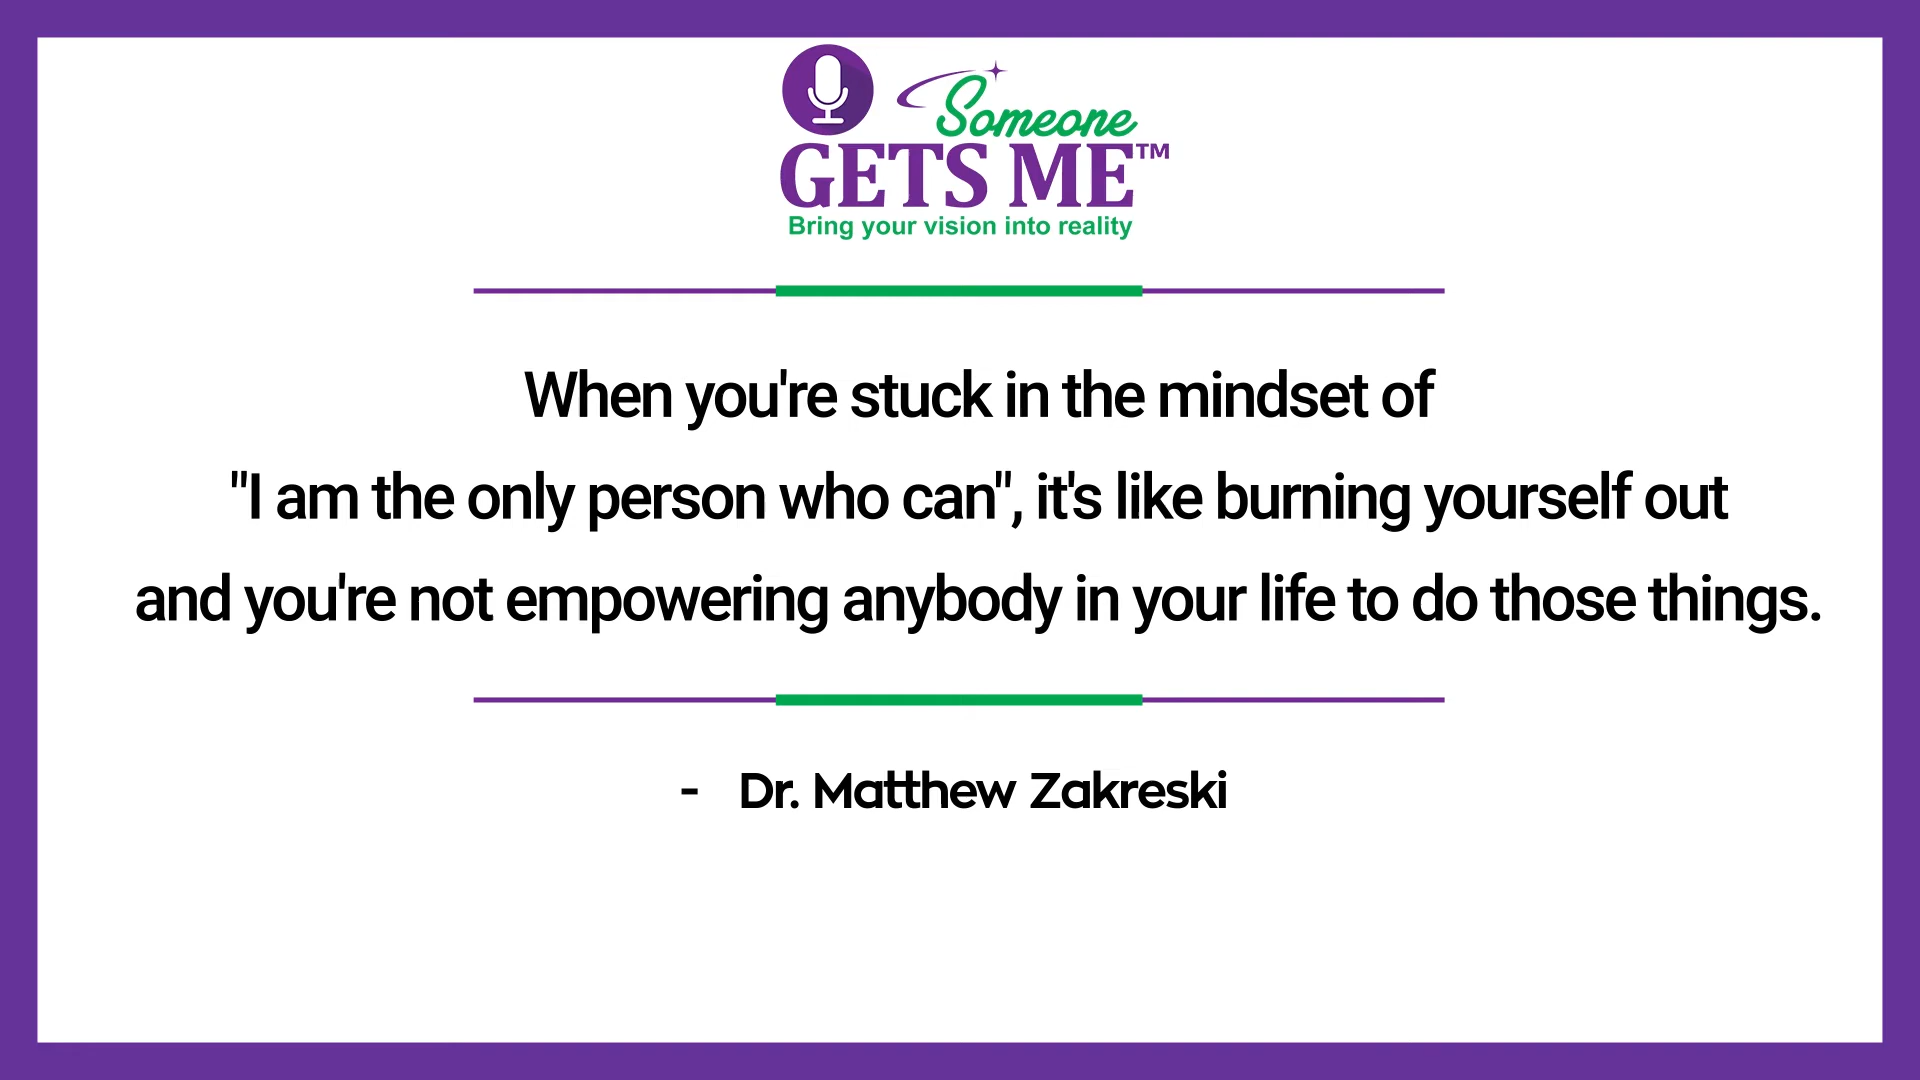 Someone
GETS ME™
Bring your vision into reality
When you're stuck in the mindset of
"I am the only person who can", it's like burning yourself out
and you're not empowering anybody in your life to do those things.
- Dr. Matthew Zakreski